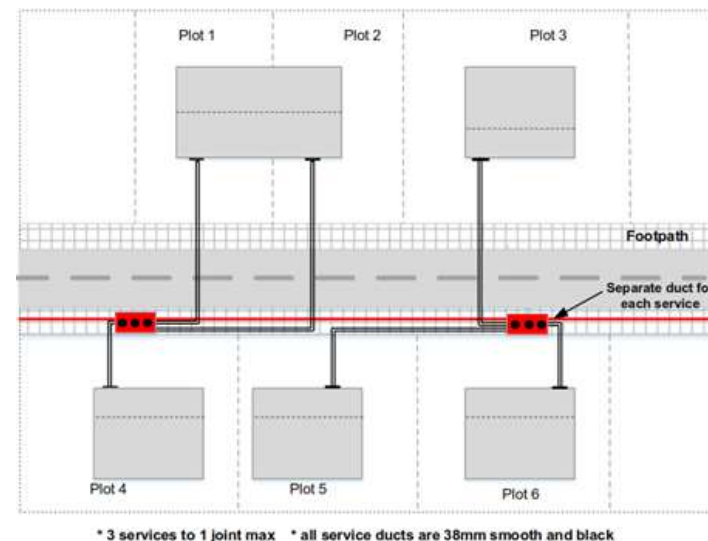 Plot 1
Plot 2
Plot 3
Footpath
Separate duct for
each service
Plot 4
Plot 5
Plot 6
* 3 services to 1 joint max * all service ducts are 38mm smooth and black